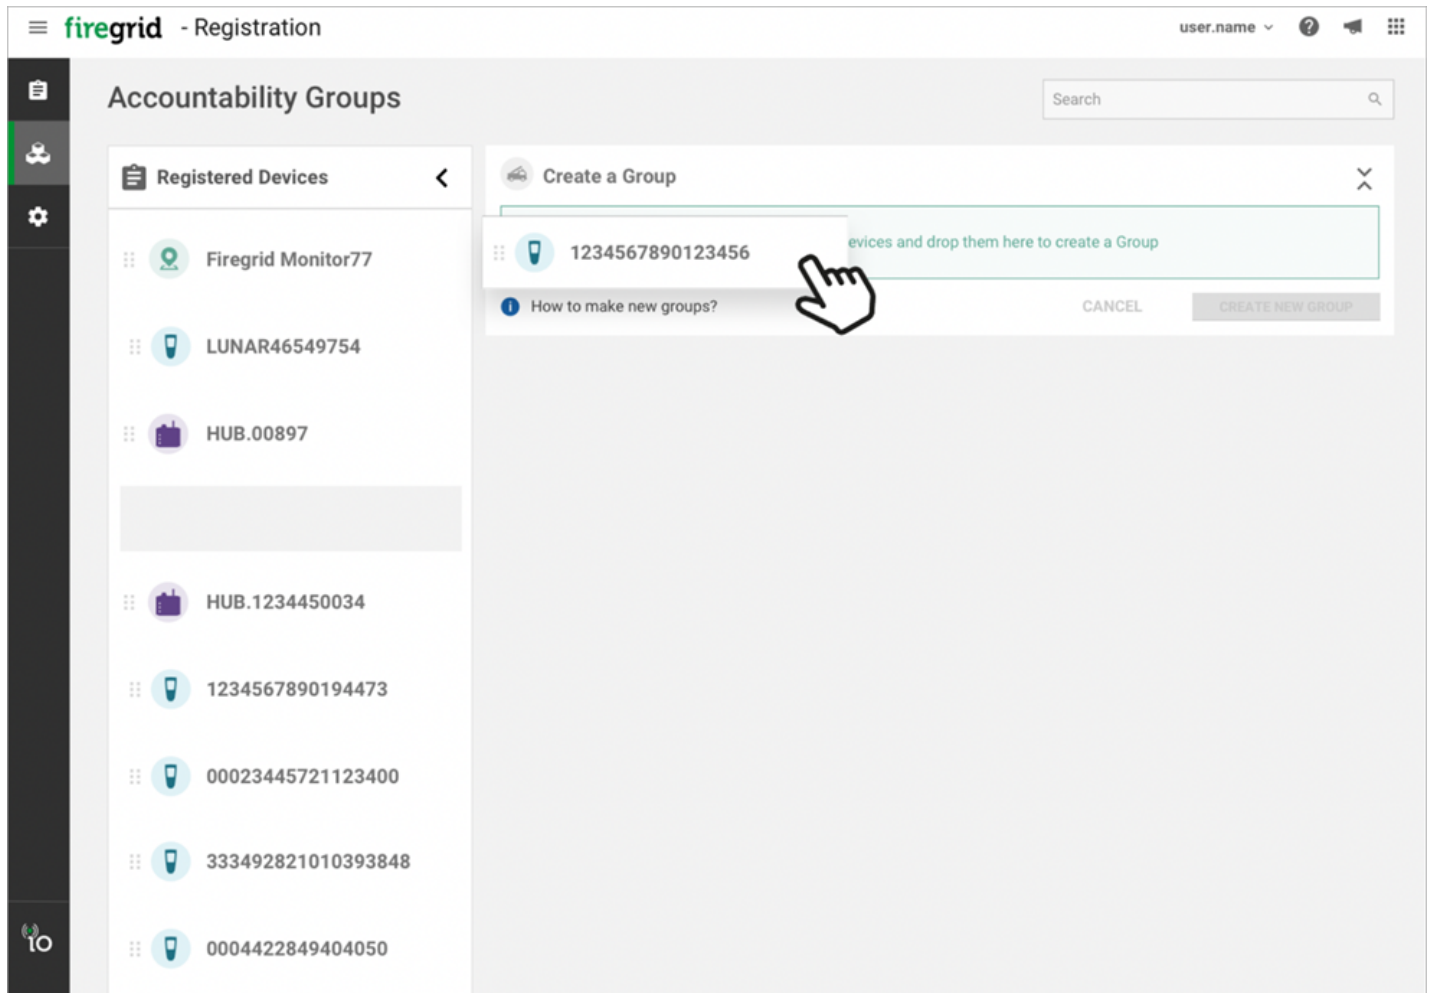 firegrid - Registration
user.name
Accountability Groups
Search
Registered Devices
Firegrid Monitor77
LUNAR46549754
HUB.00897
HUB.1234450034
1234567890194473
00023445721123400
333492821010393848
0004422849404050
Create a Group
1234567890123456
evices and drop them here to create a Group
How to make new groups?
CANCEL
CREATE NEW GROUP
iO